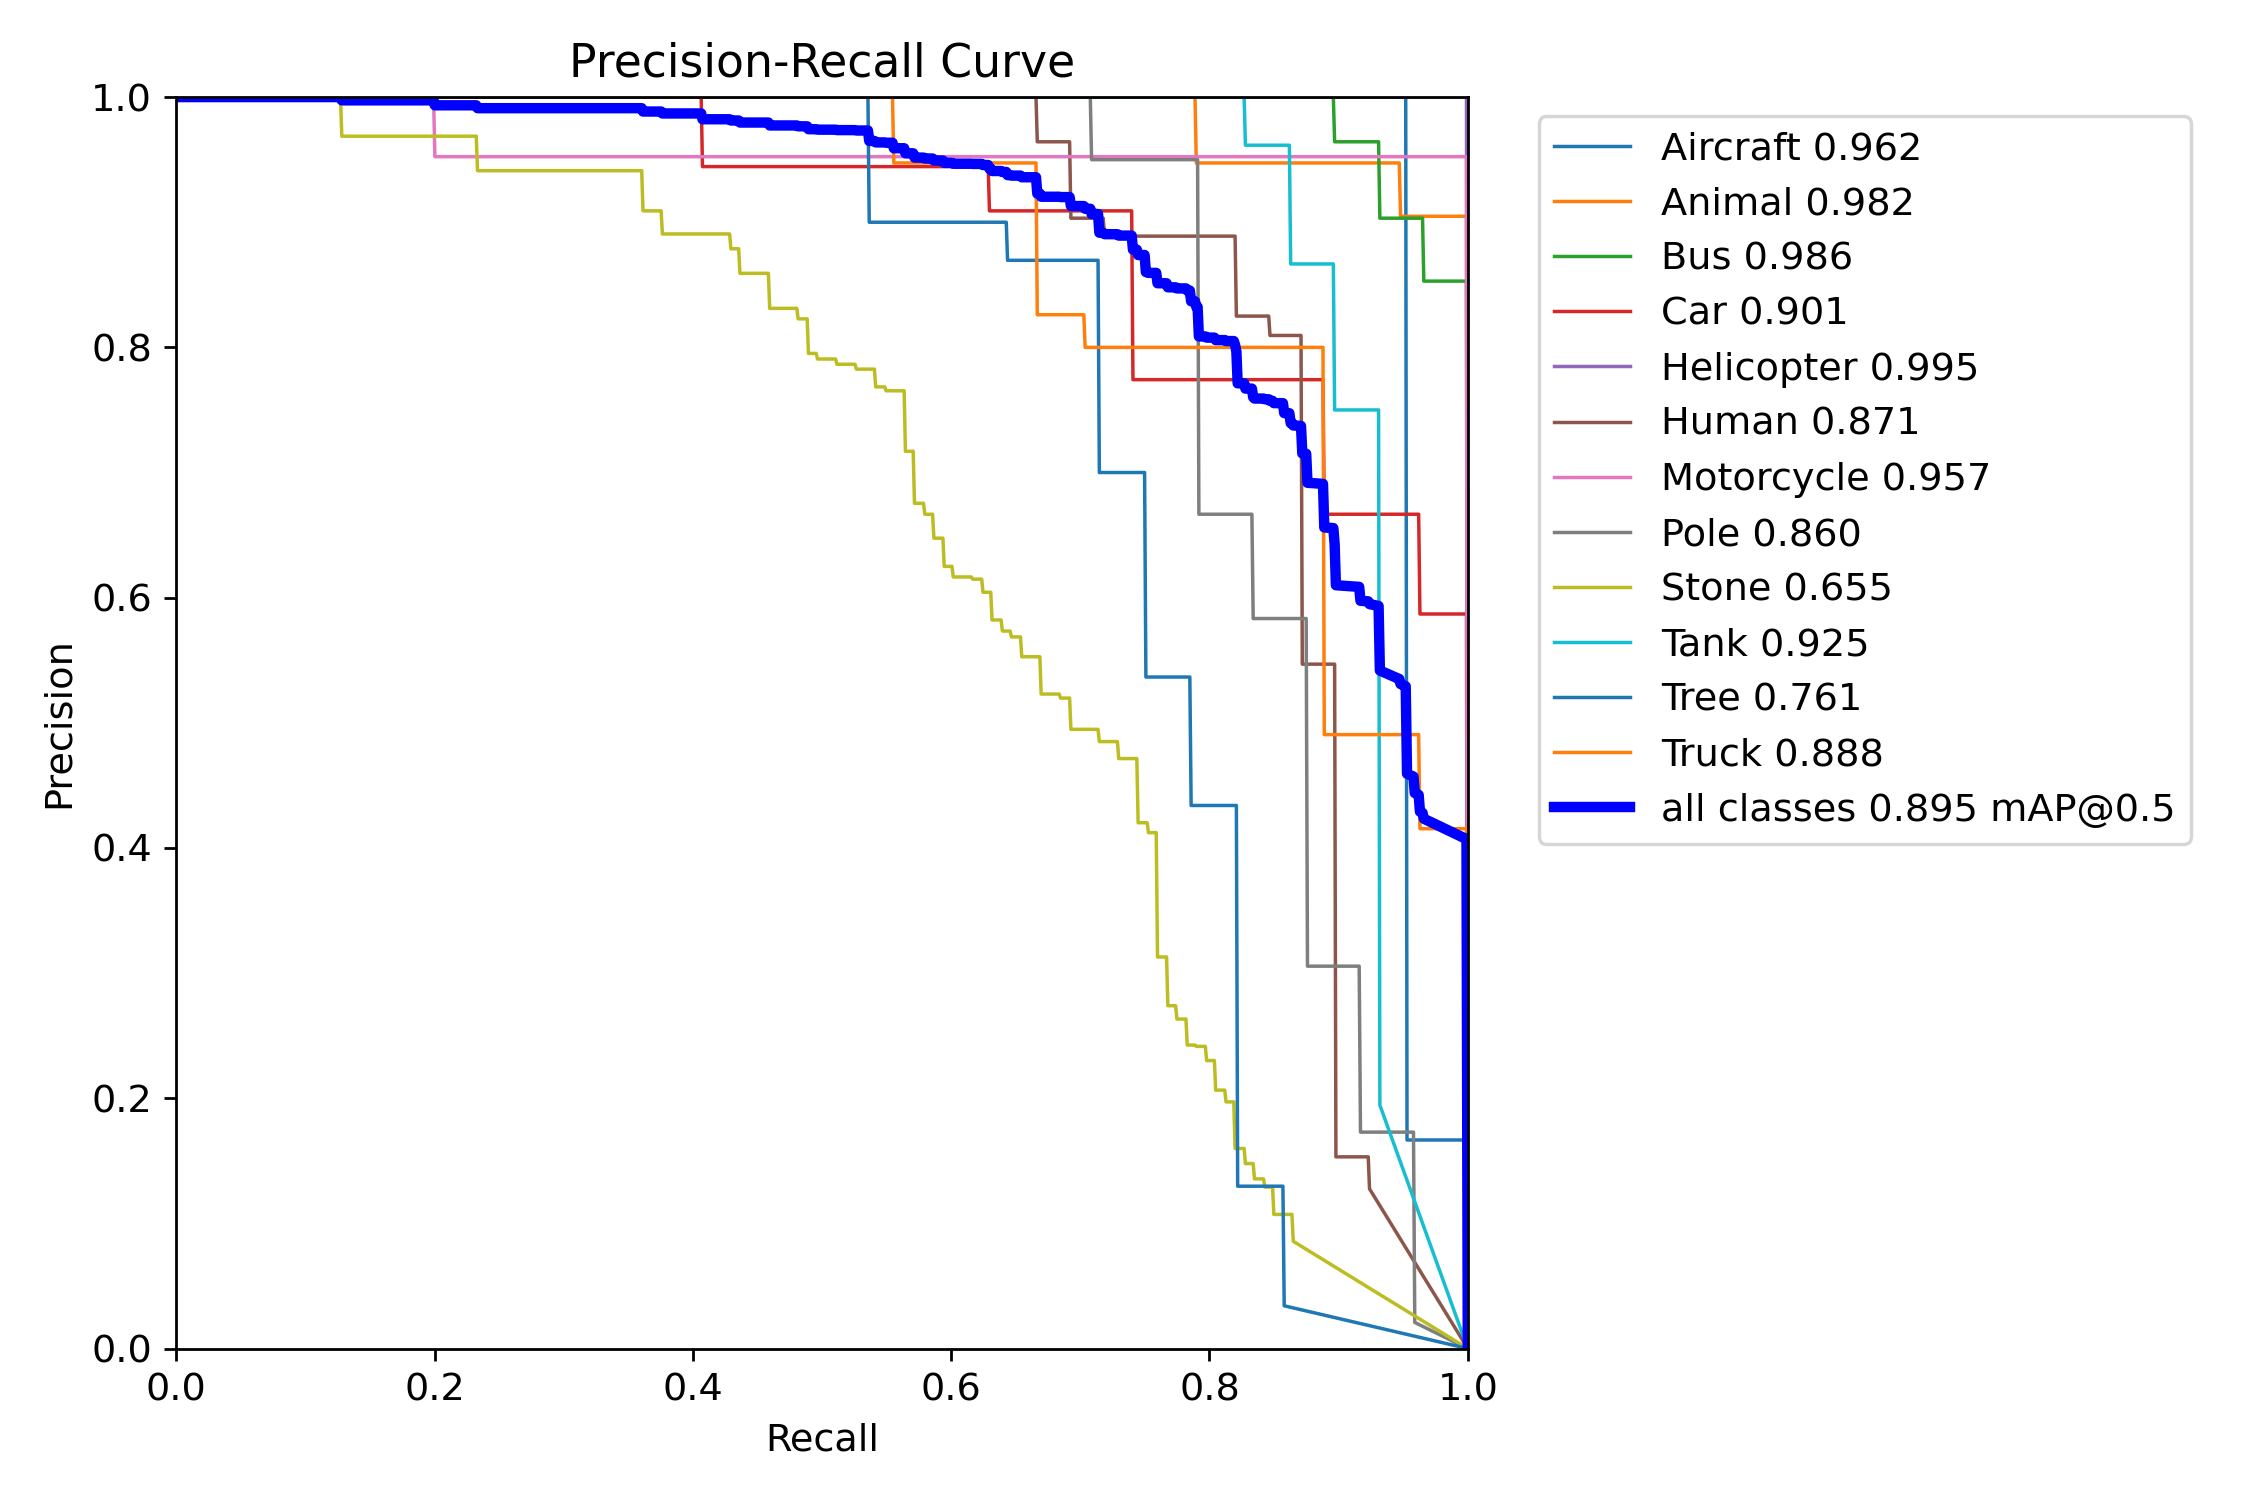 Precision-Recall Curve
1.0
0.8
0.6
0.4
0.2
0.0
Precision
0.0 0.2 0.4 0.6 0.8 1.0
Recall
Aircraft 0.962
Animal 0.982
Bus 0.986
Car 0.901
Helicopter 0.995
Human 0.871
Motorcycle 0.957
Pole 0.860
Stone 0.655
Tank 0.925
Tree 0.761
Truck 0.888
all classes 0.895 mAP@0.5